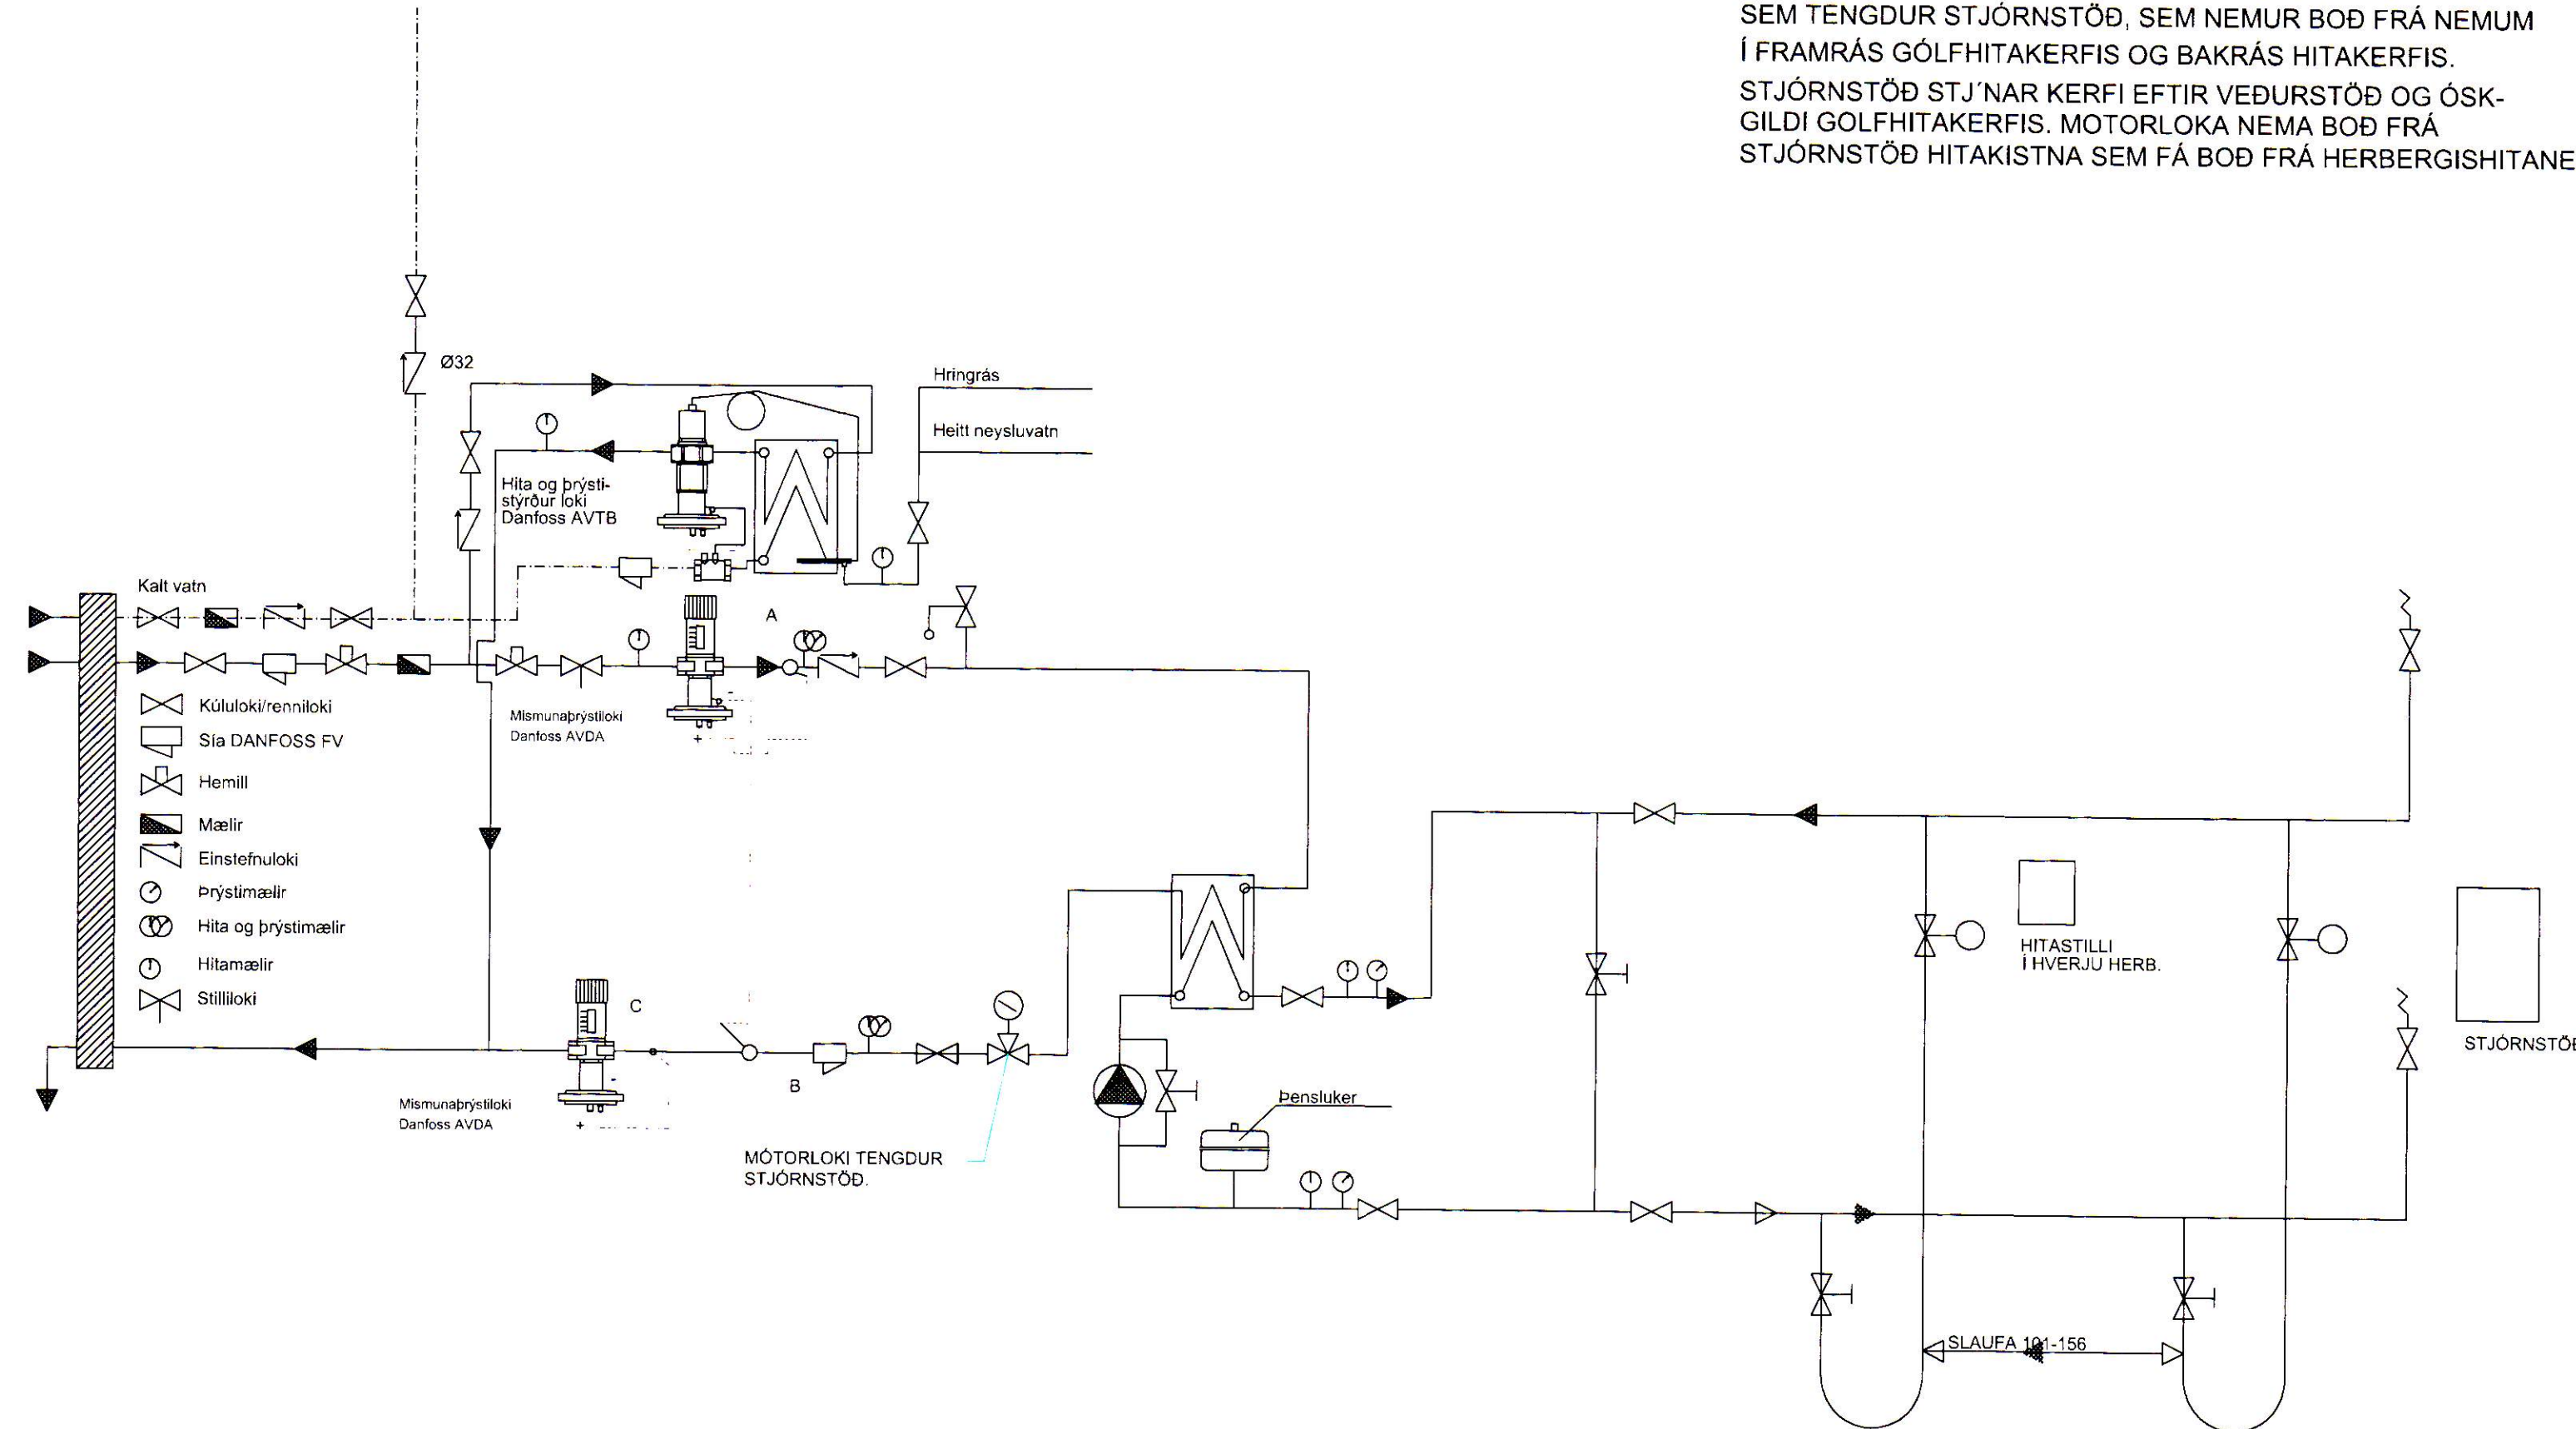 SEM TENGDUR STJÓRNSTÖÐ, SEM NEMUR BOÐ FRÁ NEMUM
Í FRAMRÁS GÓLFHITAKERFIS OG BAKRÁS HITAKERFIS.
STJÓRNSTÖÐ STJ´NAR KERFI EFTIR VEÐURSTÖÐ OG ÓSK-
GILDI GOLFHITAKERFIS. MOTORLOKA NEMA BOÐ FRÁ
STJÓRNSTÖÐ HITAKISTNA SEM FÁ BOÐ FRÁ HERBERGISHITANE
Ø32
Hringrás
Heitt neysluvatn
Hita og þrýsti-
stýrður loki
Danfoss AVTB
Kalt vatn
A
Kúluloki/renniloki
Sía DANFOSS FV
Hemill
Mælir
Einstefnuloki
Þrýstimælir
Hita og þrýstimælir
Hitamælir
Stilliloki
Mismunaþrýstiloki
Danfoss AVDA
-
+
HITASTILLI
Í HVERJU HERB.
STJÓRNSTÖÐ
C
B
Mismunaþrýstiloki
Danfoss AVDA
-
+
MÓTORLOKI TENGDUR
STJÓRNSTÖÐ.
Þensluker
SLAUFA 101-156